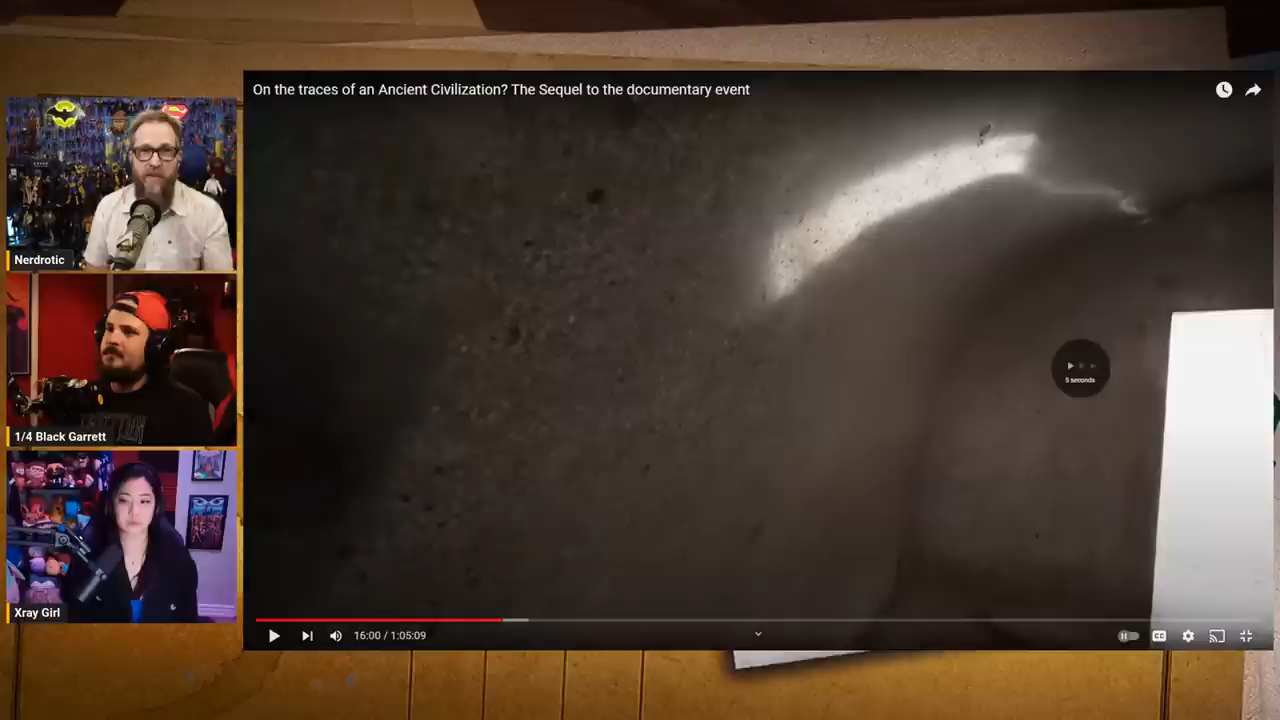 On the traces of an Ancient Civilization? The Sequel to the documentary event
Nerdrotic
5 seconds
1/4 Black Garrett
Xray Girl
16:00 / 1:05:09
CC